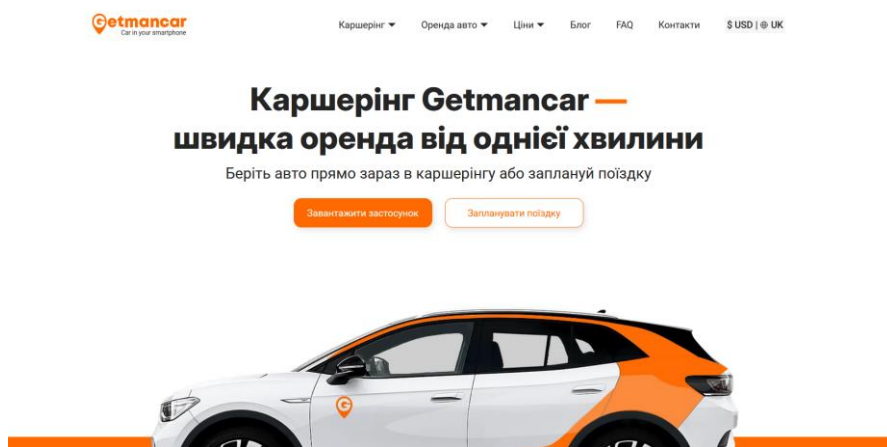 Getmancar
Car in your smartphone
Каршерінг Оренда авто Ціни Блог FAQ Контакти $ USD | UK
Каршерінг Getmancar —
швидка оренда від однієї хвилини
Беріть авто прямо зараз в каршерінгу або заплануй поїздку
Завантажити застосунок Запланувати поїздку
G